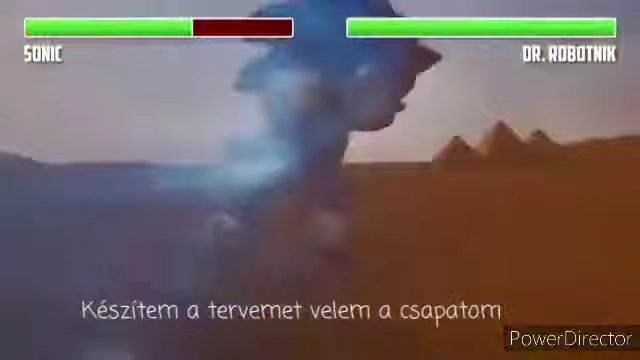 SONIC
DR. ROBOTNIK
Készítem a tervemet velem a csapatom
PowerDirector